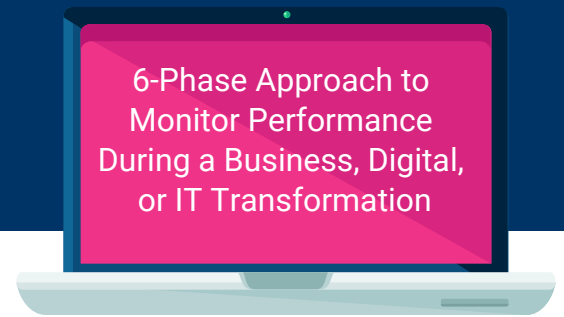 6-Phase Approach to
Monitor Performance
During a Business, Digital,
or IT Transformation